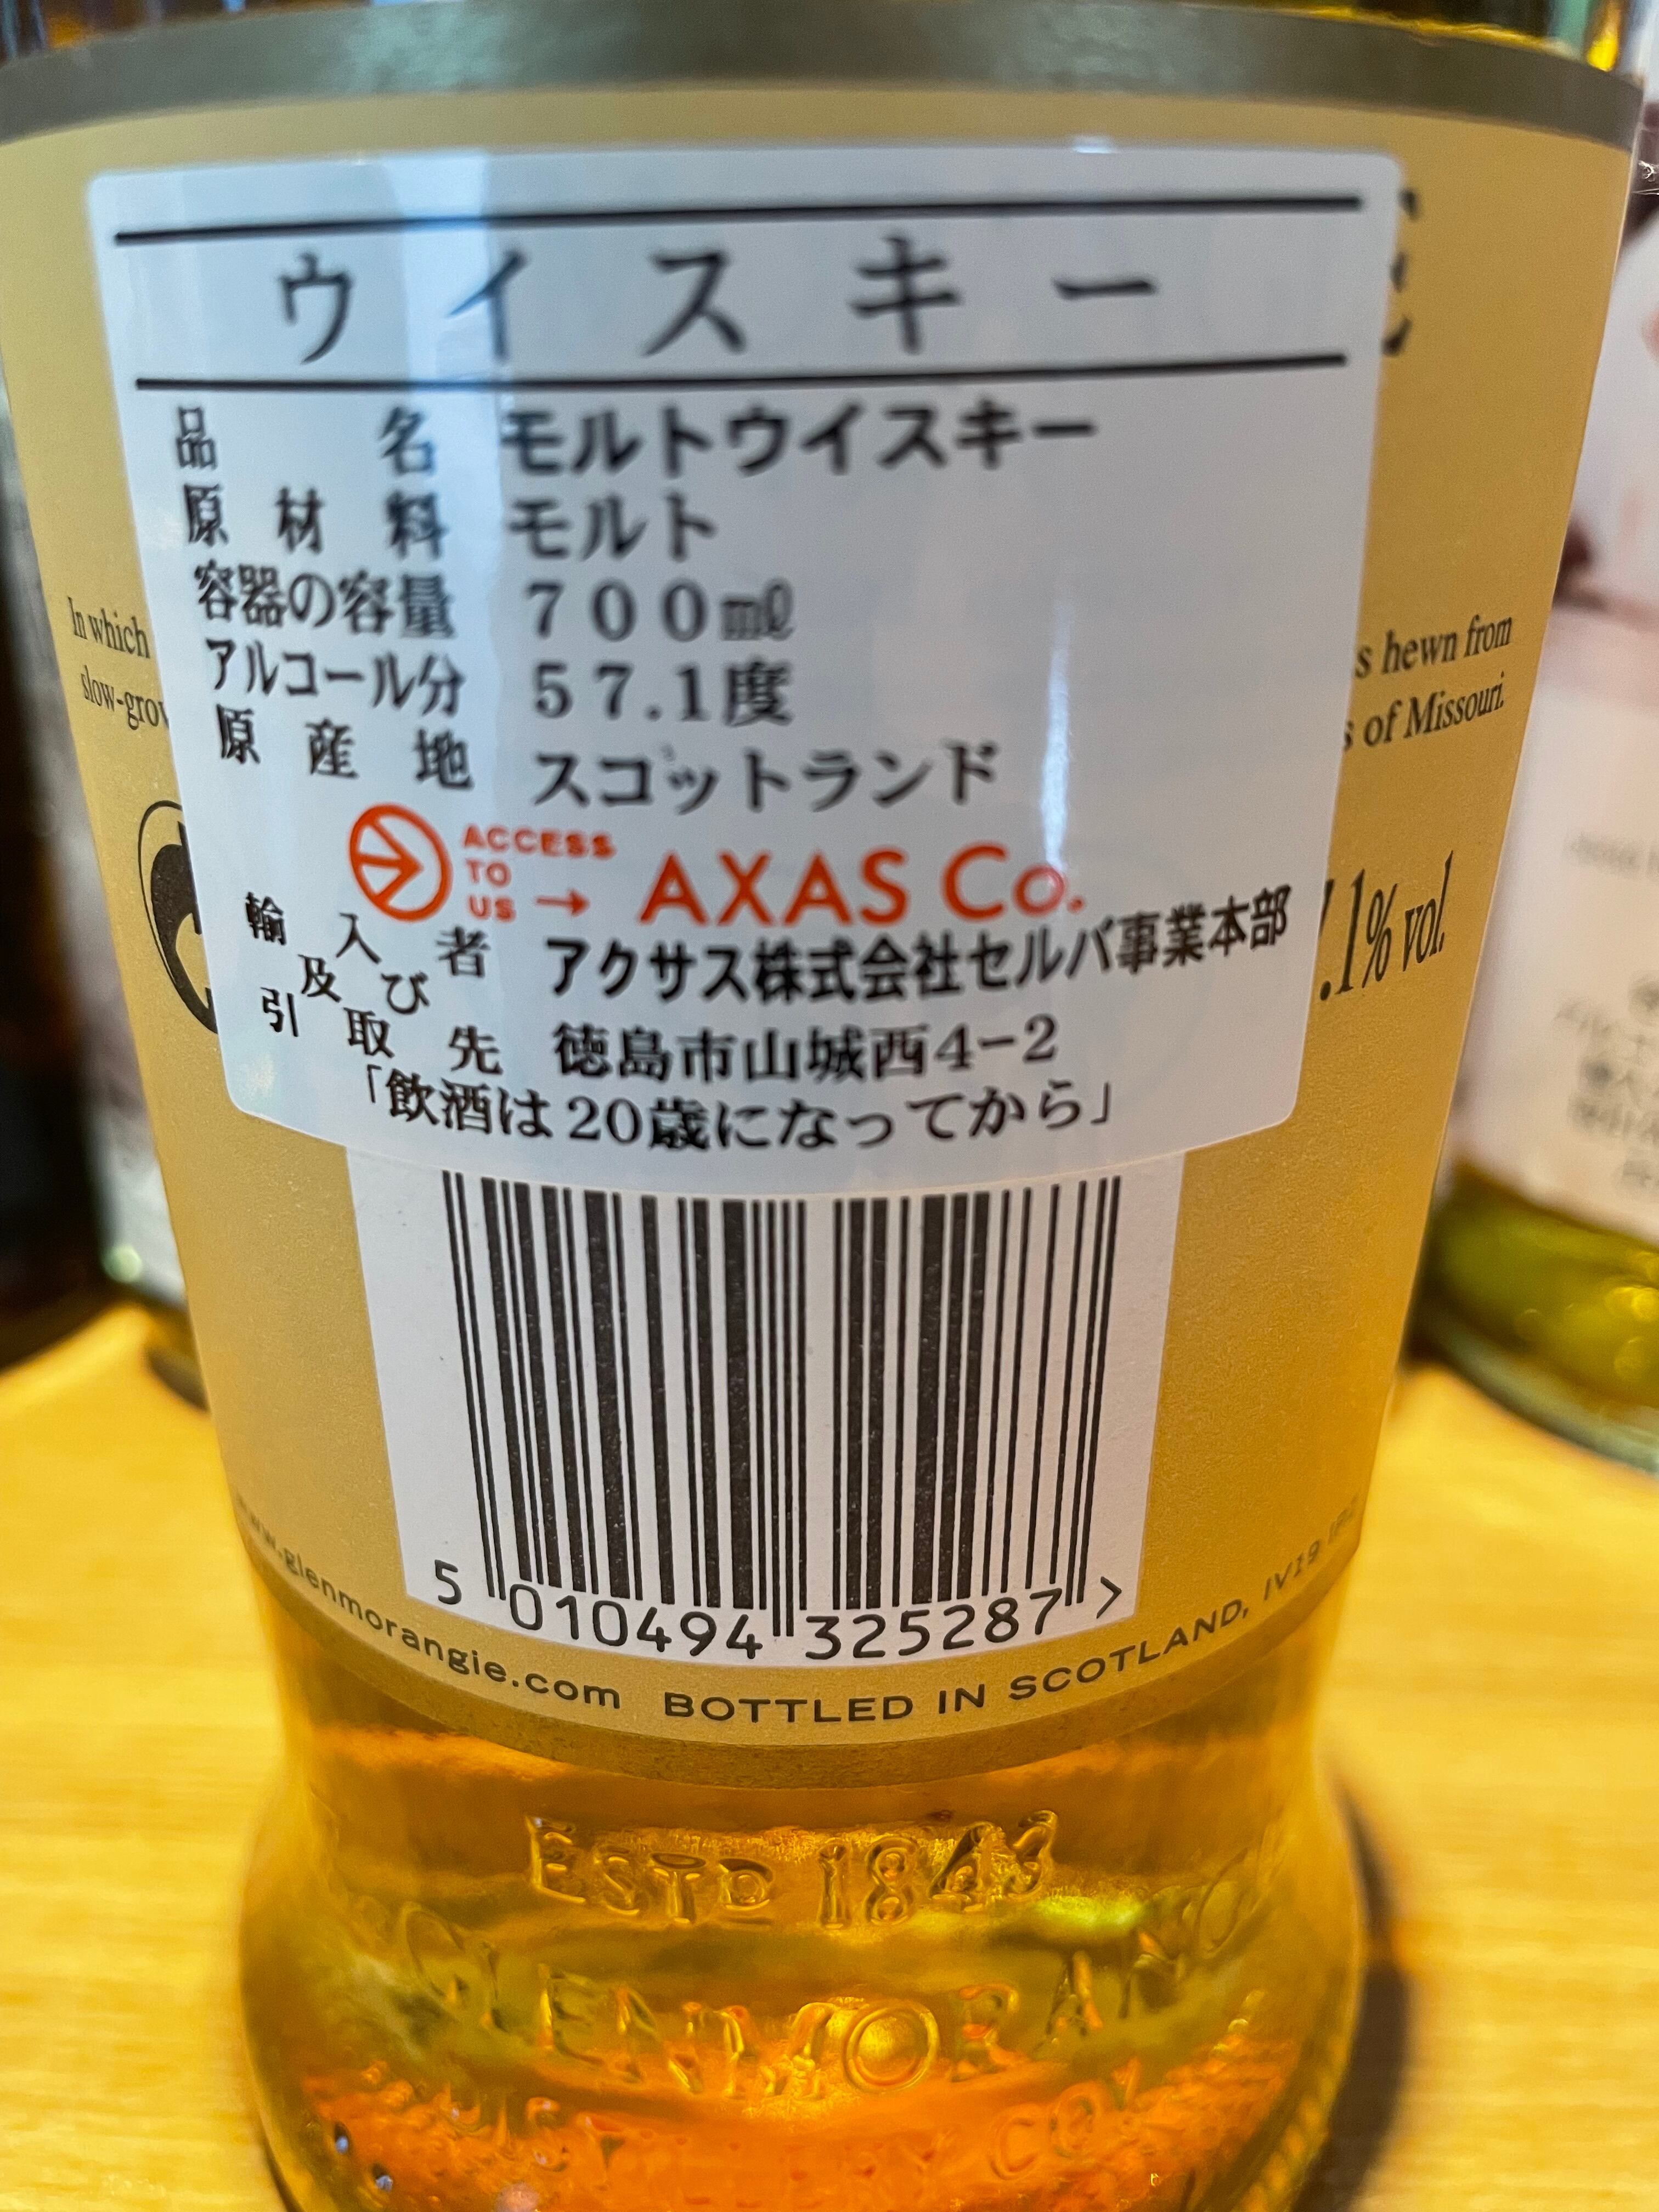 ウイスキー
品名 モルトウイスキー
原材料 モルト
容器の容量 700㎖
アルコール分 57.1度
原産地 スコットランド
ACCESS
TO
US → AXAS Co.
輸入者 アクサス株式会社セルバ事業本部
及び
引取先 徳島市山城西4-2
「飲酒は20歳になってから」
In which
s hewn from
slow-grow
s of Missouri.
.1% vol.
5 010494 325287 >
www.glenmorangie.com BOTTLED IN SCOTLAND, IV19 1PZ
ESTD 1843
GLENMORANG
DISTILLERY CO